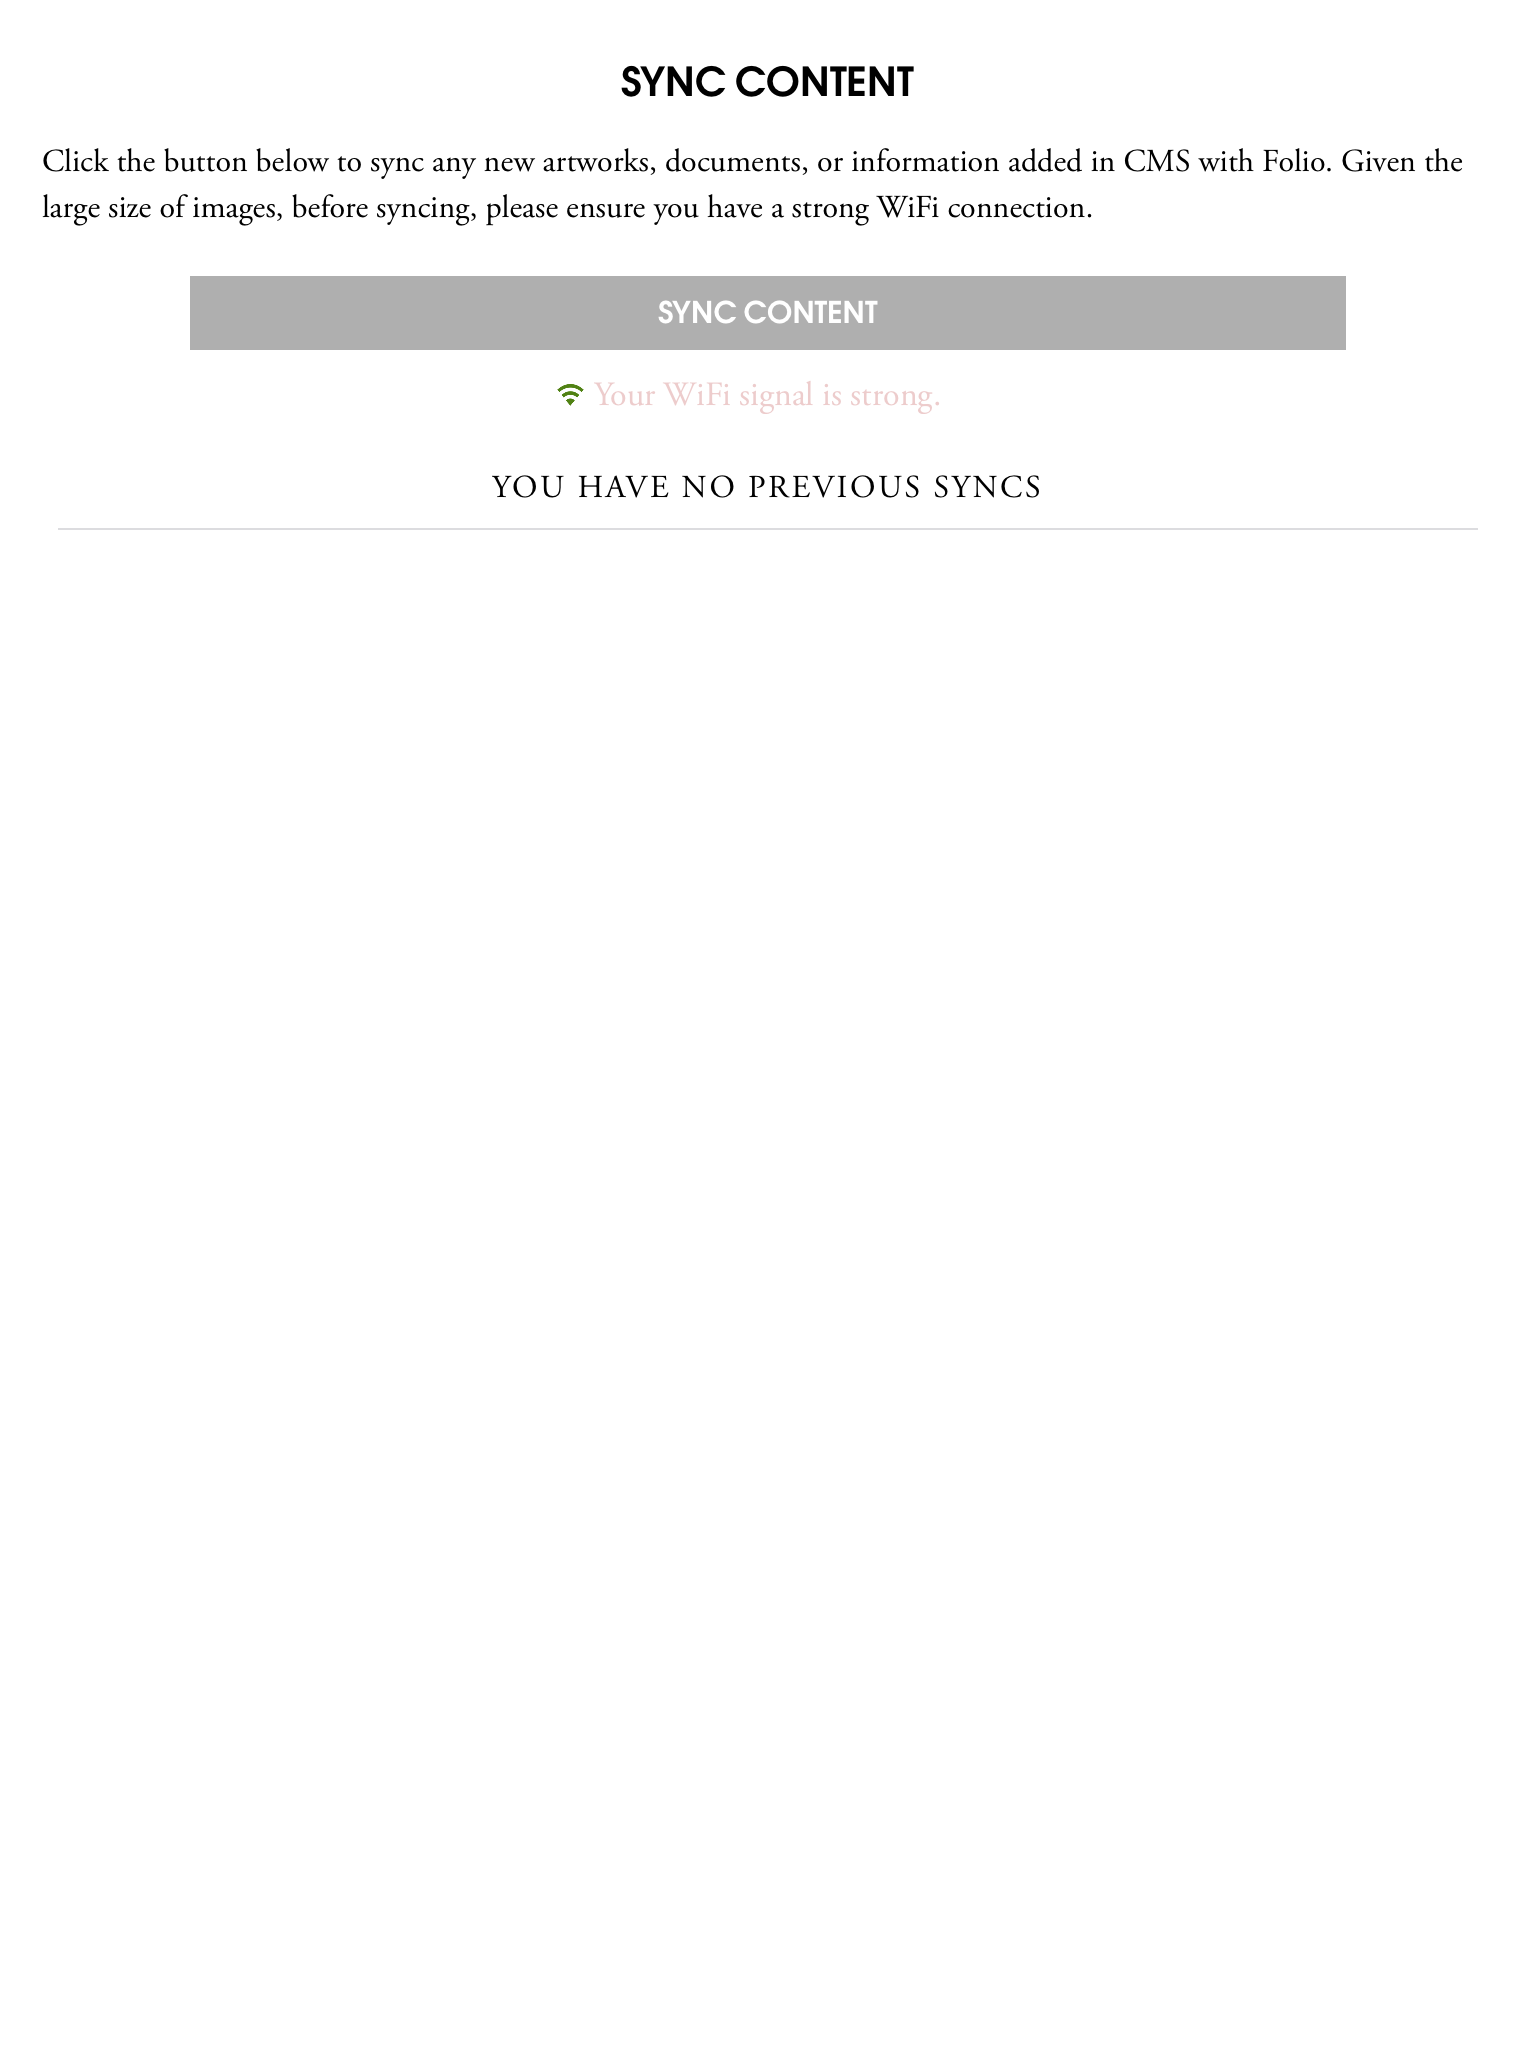 SYNC CONTENT
Click the button below to sync any new artworks, documents, or information added in CMS with Folio. Given the
large size of images, before syncing, please ensure you have a strong WiFi connection.
SYNC CONTENT
Your WiFi signal is strong.
YOU HAVE NO PREVIOUS SYNCS